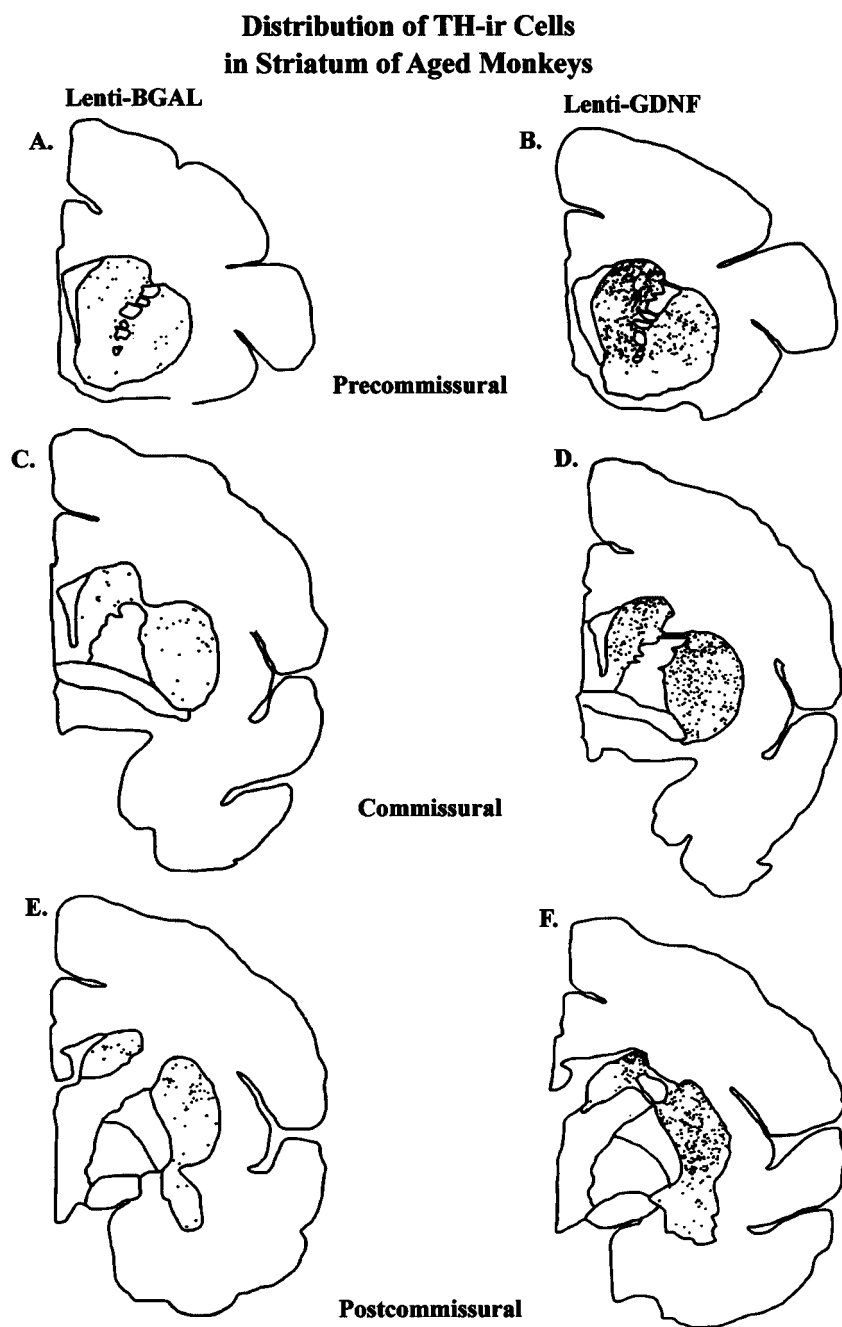 Distribution of TH-ir Cells
in Striatum of Aged Monkeys
Lenti-BGAL
Lenti-GDNF
A.
B.
Precommissural
C.
D.
Commissural
E.
F.
Postcommissural